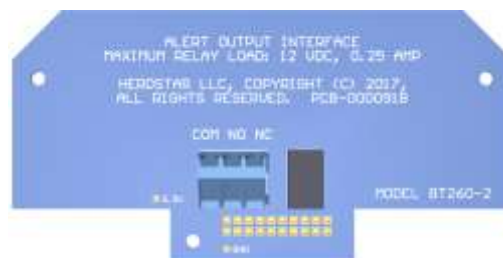 ALERT OUTPUT INTERFACE
MAXIMUM RELAY LOAD: 12 VDC, 0.25 AMP
HERDSTAR LLC, COPYRIGHT (C) 2017,
ALL RIGHTS RESERVED. PCB-0000918
COM NO NC
MODEL BT260-2